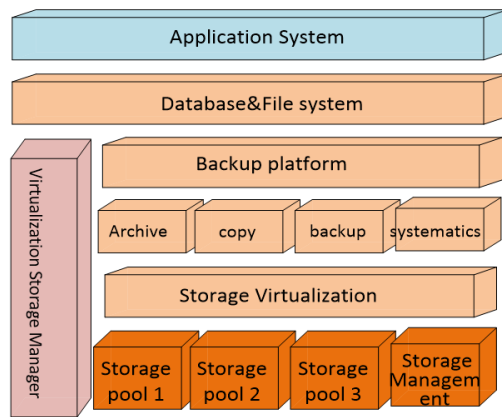 Application System
Database&File system
Virtualization Storage Manager
Backup platform
Archive
copy
backup
systematics
Storage Virtualization
Storage
pool 1
Storage
pool 2
Storage
pool 3
Storage
Managem
ent